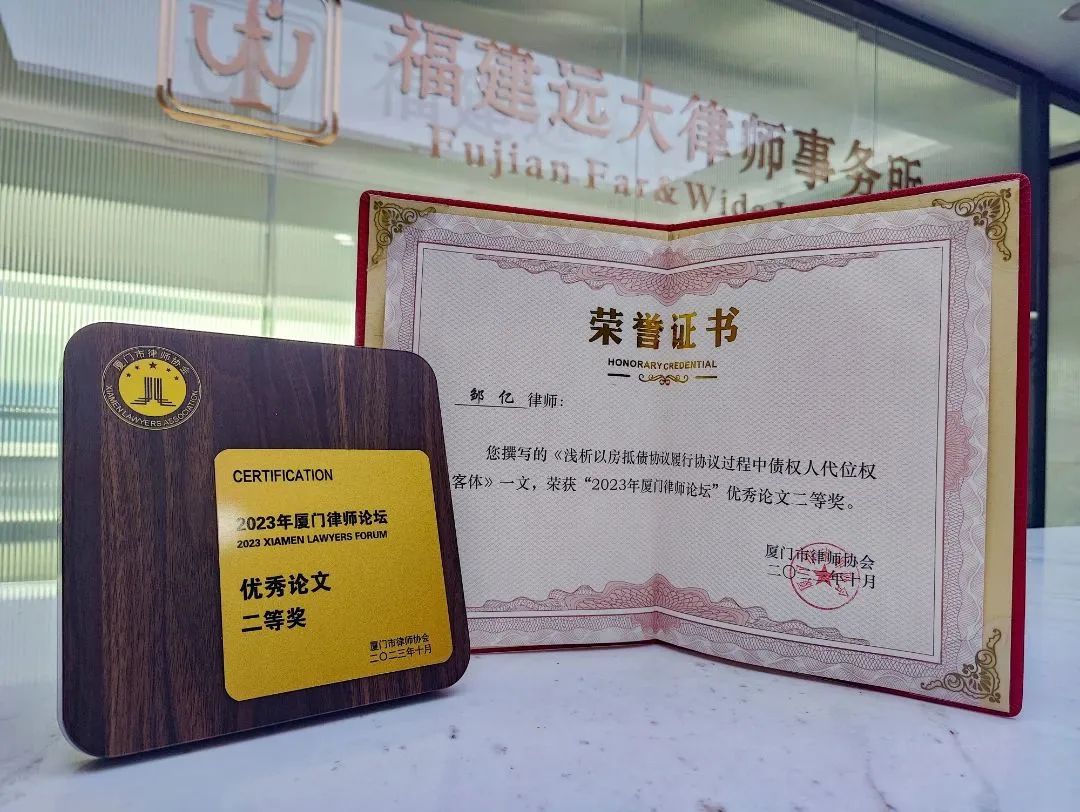 福建远大律师事务所
Fujian Far & Wide
荣誉证书
HONORARY CREDENTIAL
邹亿 律师:
您撰写的《浅析以房抵债协议履行协议过程中债权人代位权
客体》一文，荣获“2023年厦门律师论坛”优秀论文二等奖。
厦门市律师协会
二〇二三年十月
厦门市律师协会
XIAMEN LAWYERS ASSOCIATION
CERTIFICATION
2023年厦门律师论坛
2023 XIAMEN LAWYERS FORUM
优秀论文
二等奖
厦门市律师协会
二〇二三年十月